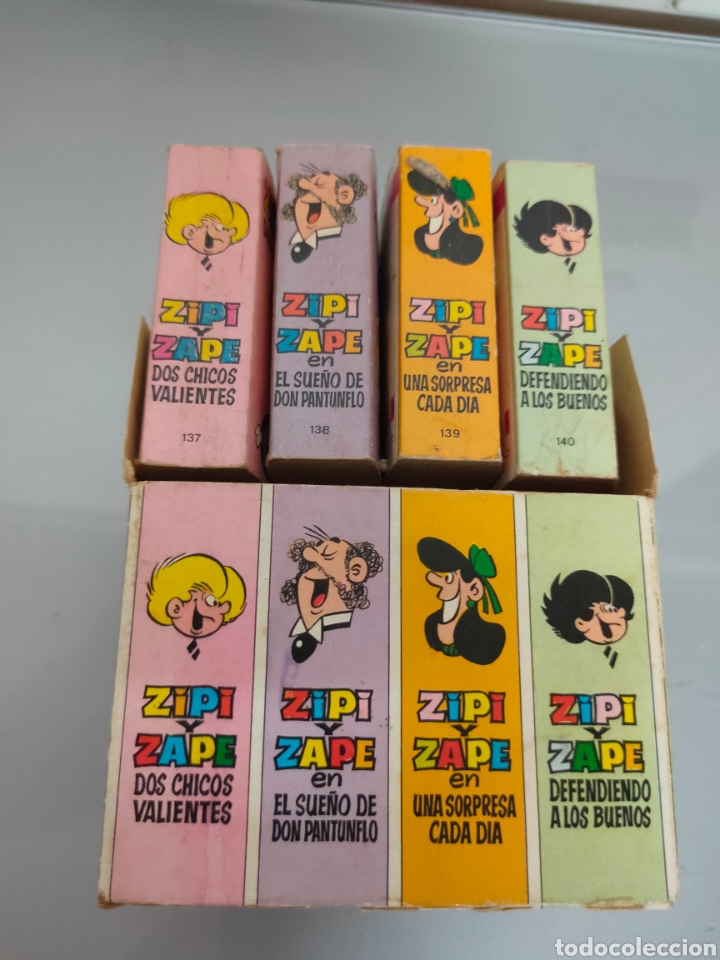 ZIPI
Y
ZAPE
DOS CHICOS
VALIENTES
137
ZIPI
Y
ZAPE
en
EL SUEÑO DE
DON PANTUNFLO
138
ZIPI
Y
ZAPE
en
UNA SORPRESA
CADA DIA
139
ZIPI
Y
ZAPE
DEFENDIENDO
A LOS BUENOS
140
ZIPI
Y
ZAPE
DOS CHICOS
VALIENTES
ZIPI
Y
ZAPE
en
EL SUEÑO DE
DON PANTUNFLO
ZIPI
Y
ZAPE
en
UNA SORPRESA
CADA DIA
ZIPI
Y
ZAPE
DEFENDIENDO
A LOS BUENOS
todocoleccion